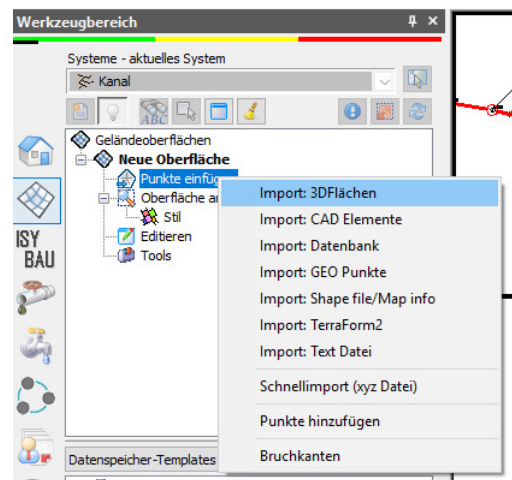 Werkzeugbereich
Systeme - aktuelles System
Kanal
ABC
Geländeoberflächen
Neue Oberfläche
Punkte einfüg
Oberfläche an
Stil
Editieren
Tools
ISY
BAU
Import: 3DFlächen
Import: CAD Elemente
Import: Datenbank
Import: GEO Punkte
Import: Shape file/Map info
Import: TerraForm2
Import: Text Datei
Schnellimport (xyz Datei)
Punkte hinzufügen
Bruchkanten
Datenspeicher-Templates